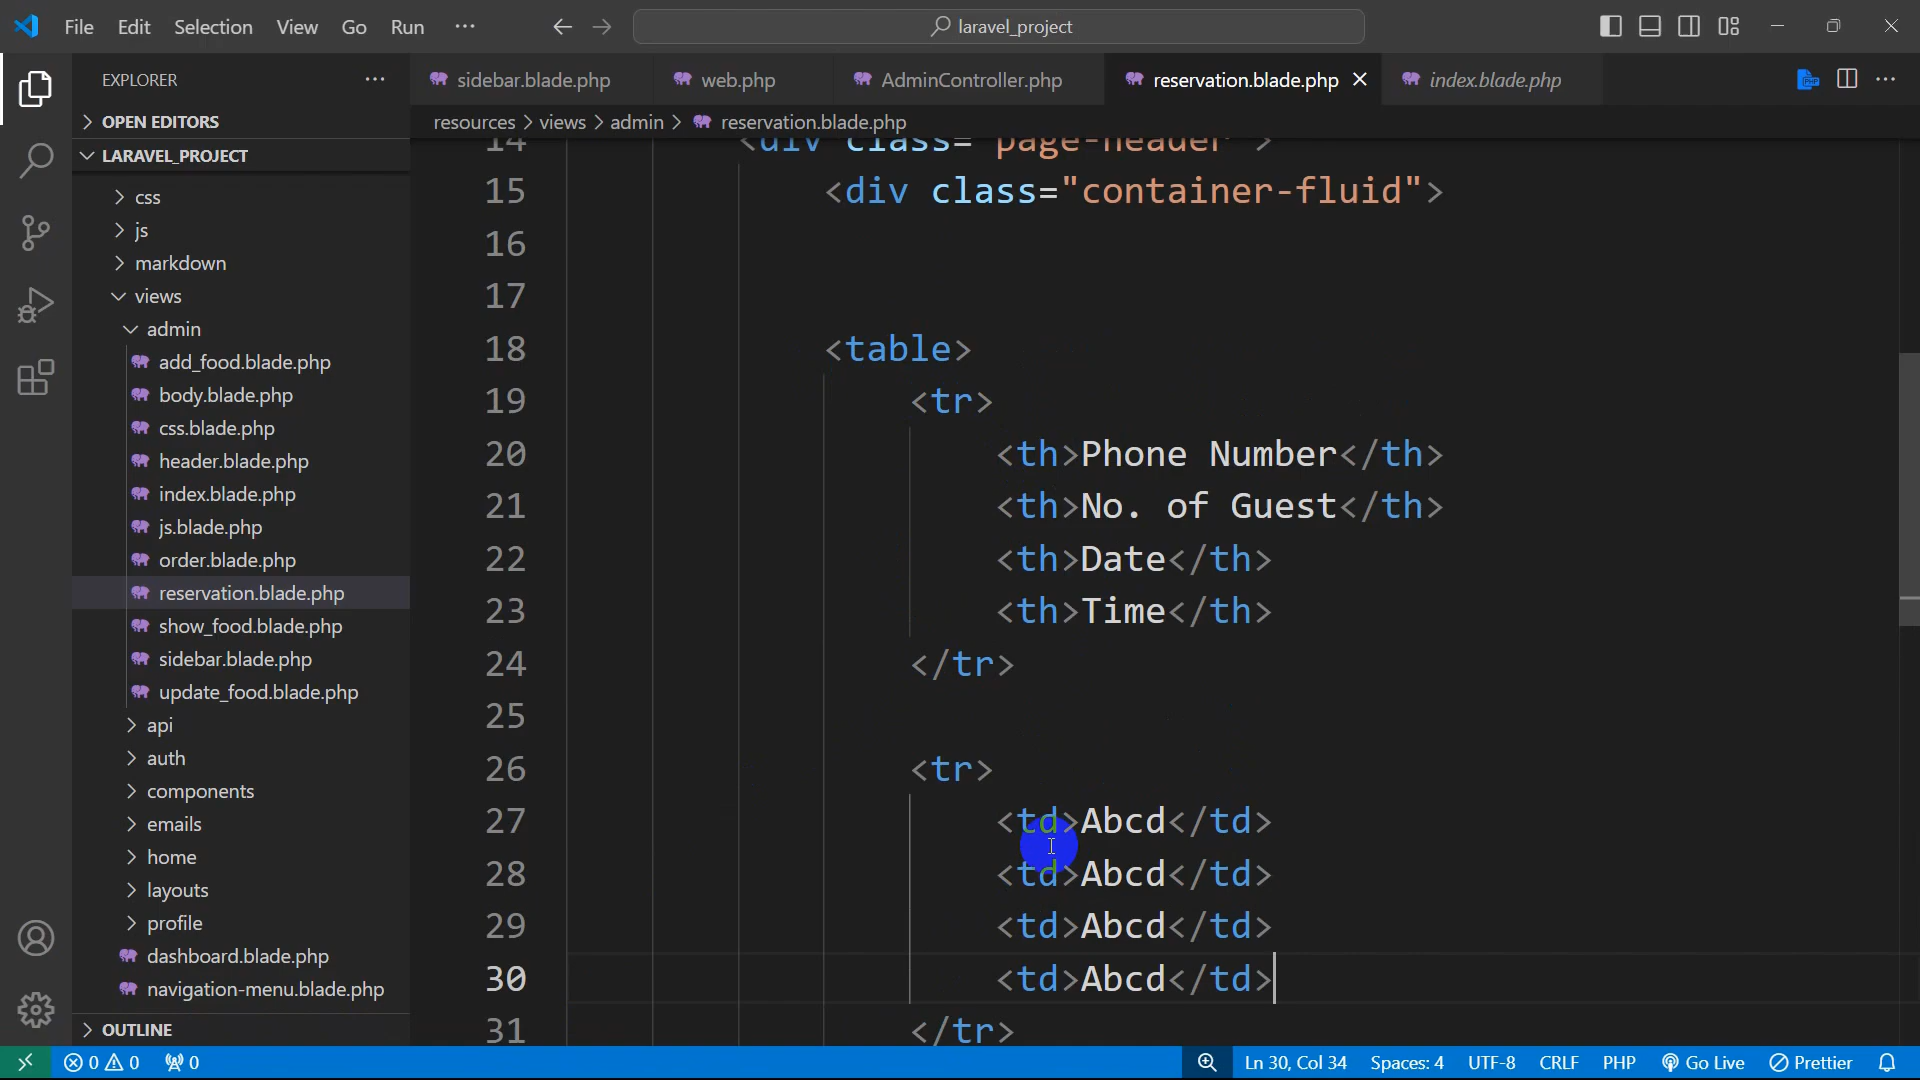 File Edit Selection View Go Run ··· laravel_project
EXPLORER ···
OPEN EDITORS
LARAVEL_PROJECT
css
js
markdown
views
admin
add_food.blade.php
body.blade.php
css.blade.php
header.blade.php
index.blade.php
js.blade.php
order.blade.php
reservation.blade.php
show_food.blade.php
sidebar.blade.php
update_food.blade.php
api
auth
components
emails
home
layouts
profile
dashboard.blade.php
navigation-menu.blade.php
OUTLINE
sidebar.blade.php web.php AdminController.php reservation.blade.php index.blade.php
resources > views > admin > reservation.blade.php
14 <div class="page-header">
15 <div class="container-fluid">
16
17
18 <table>
19 <tr>
20 <th>Phone Number</th>
21 <th>No. of Guest</th>
22 <th>Date</th>
23 <th>Time</th>
24 </tr>
25
26 <tr>
27 <td>Abcd</td>
28 <td>Abcd</td>
29 <td>Abcd</td>
30 <td>Abcd</td>
31 </tr>
0 0 0 Ln 30, Col 34 Spaces: 4 UTF-8 CRLF PHP Go Live Prettier